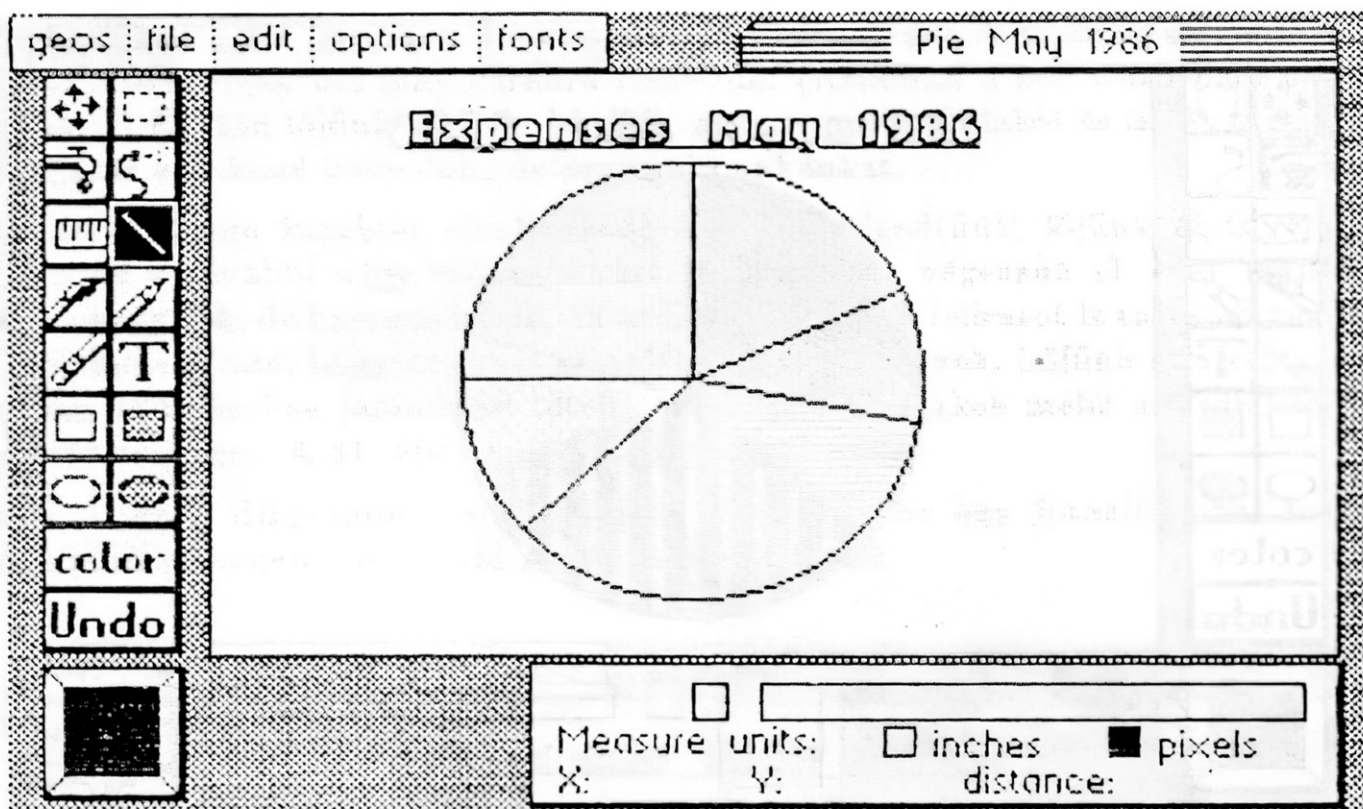 geos file edit options fonts
Pie May 1986
Expenses May 1986
T
color
Undo
Measure units: inches pixels
X: Y: distance: